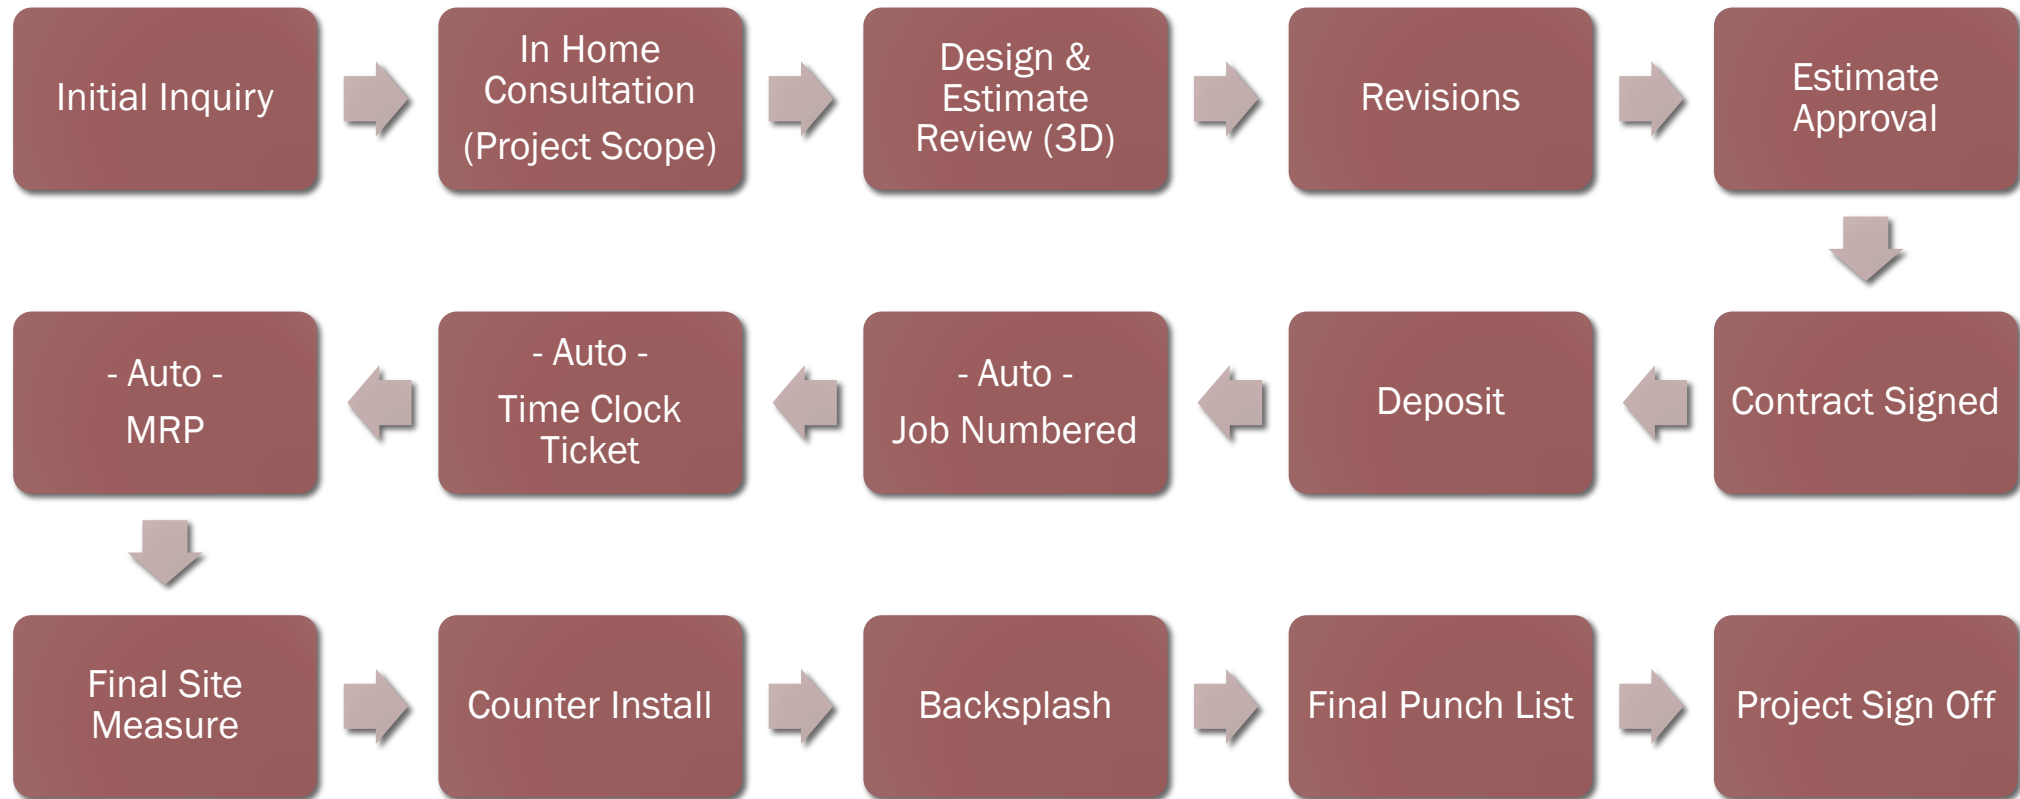 Initial Inquiry
In Home
Consultation
(Project Scope)
Design &
Estimate
Review (3D)
Revisions
Estimate
Approval
Contract Signed
Deposit
- Auto -
Job Numbered
- Auto -
Time Clock
Ticket
- Auto -
MRP
Final Site
Measure
Counter Install
Backsplash
Final Punch List
Project Sign Off